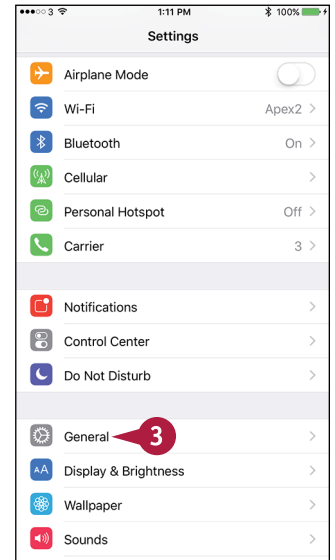 3 1:11 PM 100%
Settings
Airplane Mode
Wi-Fi Apex2
Bluetooth On
Cellular
Personal Hotspot Off
Carrier 3
Notifications
Control Center
Do Not Disturb
General 3
AA Display & Brightness
Wallpaper
Sounds